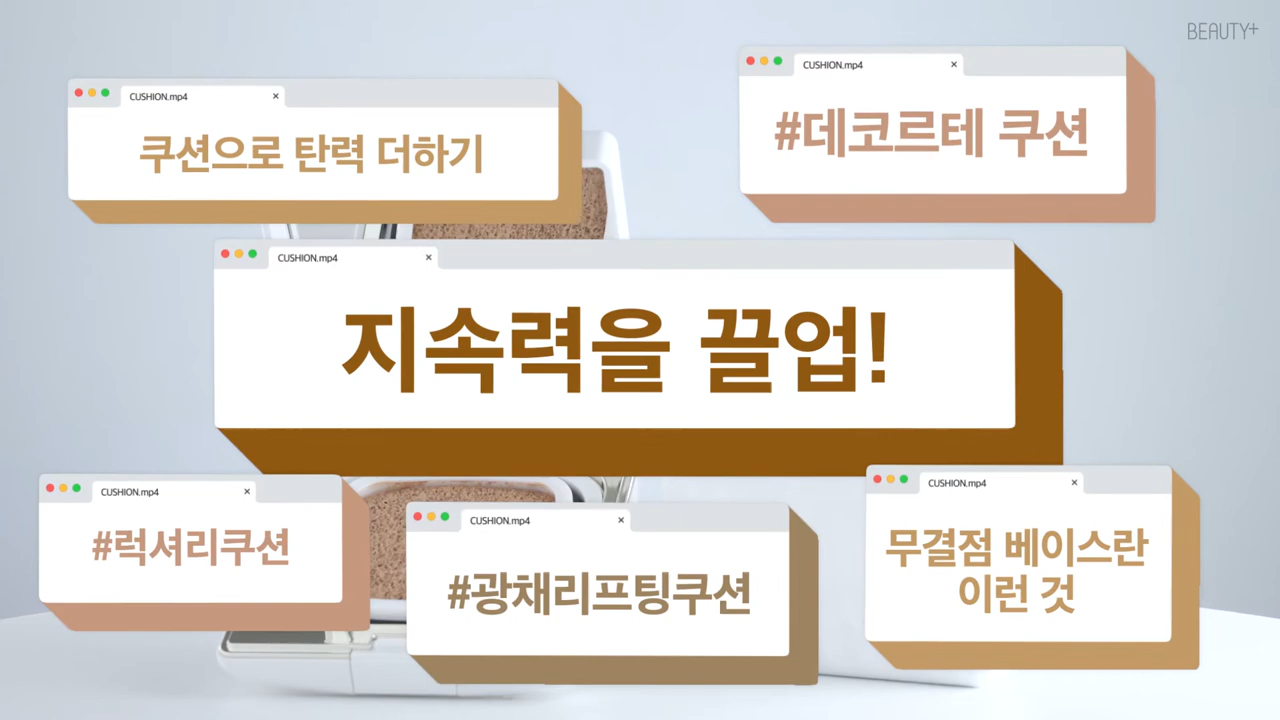 BEAUTY+
CUSHION.mp4
쿠션으로 탄력 더하기
CUSHION.mp4
#데코르테 쿠션
CUSHION.mp4
지속력을 끌업!
CUSHION.mp4
#럭셔리쿠션
CUSHION.mp4
#광채리프팅쿠션
CUSHION.mp4
무결점 베이스란
이런 것